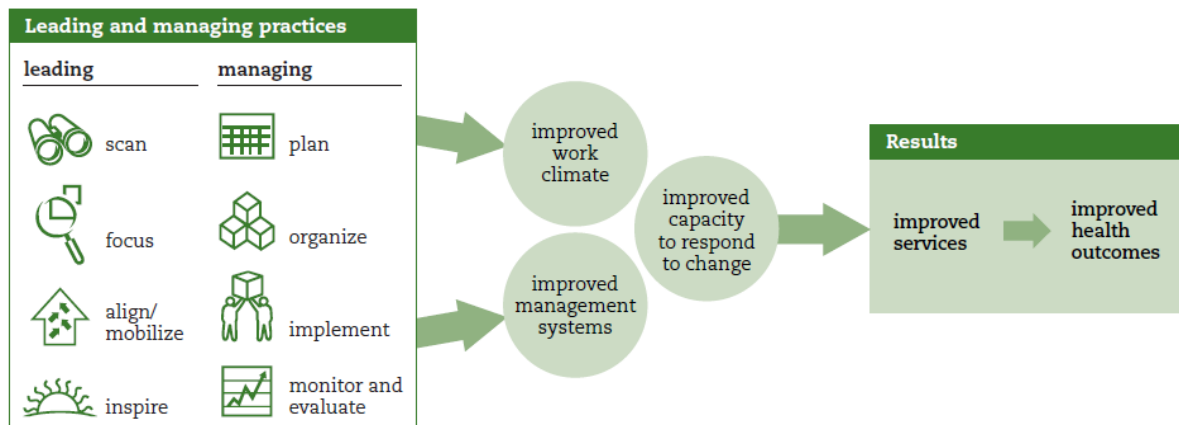 Leading and managing practices
leading
managing
scan
plan
focus
organize
align/
mobilize
implement
inspire
monitor and
evaluate
improved
work
climate
improved
management
systems
improved
capacity
to respond
to change
Results
improved
services
improved
health
outcomes